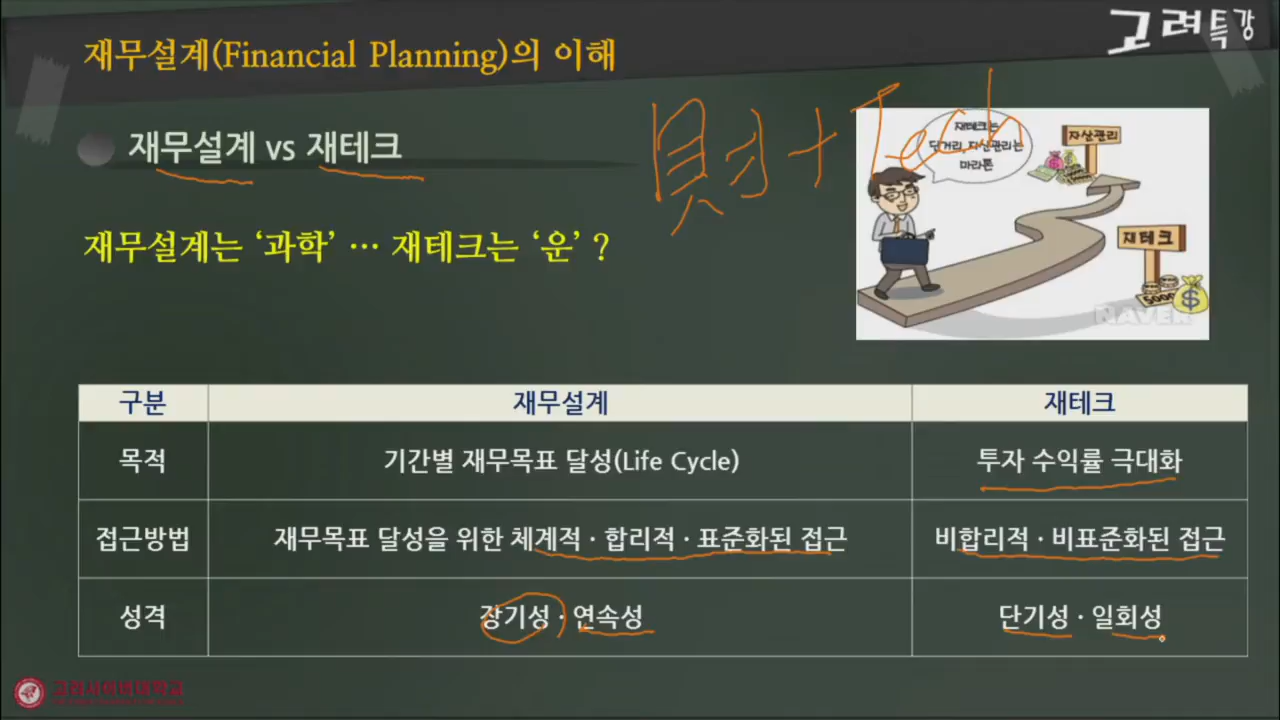 고려특강
재무설계(Financial Planning)의 이해
재무설계 vs 재테크
財 + Tech
재무설계는 ‘과학’ … 재테크는 ‘운’ ?
재테크는
단거리, 자산관리는
마라톤
자산관리
재테크
5000
$
NAVER
구분 재무설계 재테크
목적 기간별 재무목표 달성(Life Cycle) 투자 수익률 극대화
접근방법 재무목표 달성을 위한 체계적 · 합리적 · 표준화된 접근 비합리적 · 비표준화된 접근
성격 장기성 · 연속성 단기성 · 일회성
고려사이버대학교